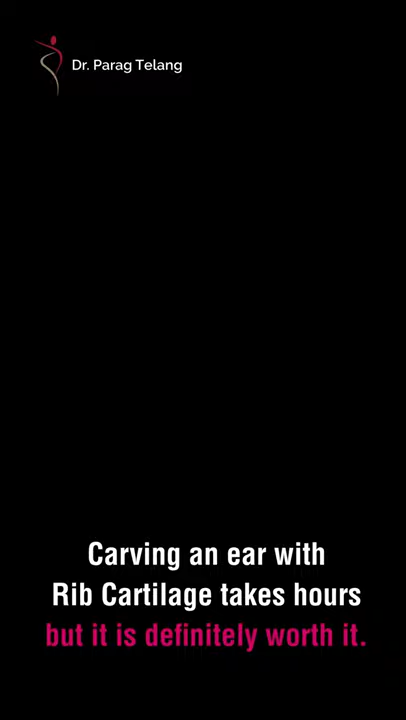 Dr. Parag Telang
Carving an ear with
Rib Cartilage takes hours
but it is definitely worth it.